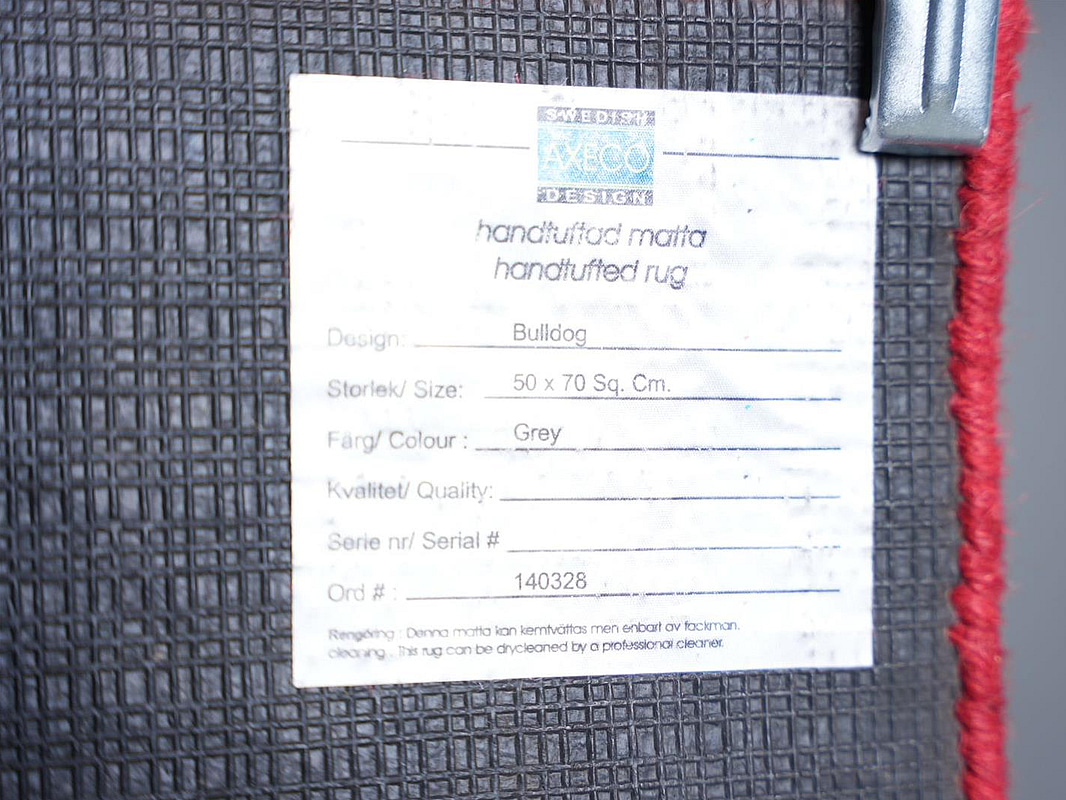 SWEDISH
AXECO
DESIGN
handtuftad matta
handtufted rug
Design: Bulldog
Storlek/ Size: 50 x 70 Sq. Cm.
Färg/ Colour : Grey
Kvalitet/ Quality:
Serie nr/ Serial #
Ord # : 140328
Rengöring : Denna matta kan kemtvättas men enbart av fackman.
cleaning : This rug can be drycleaned by a professional cleaner.